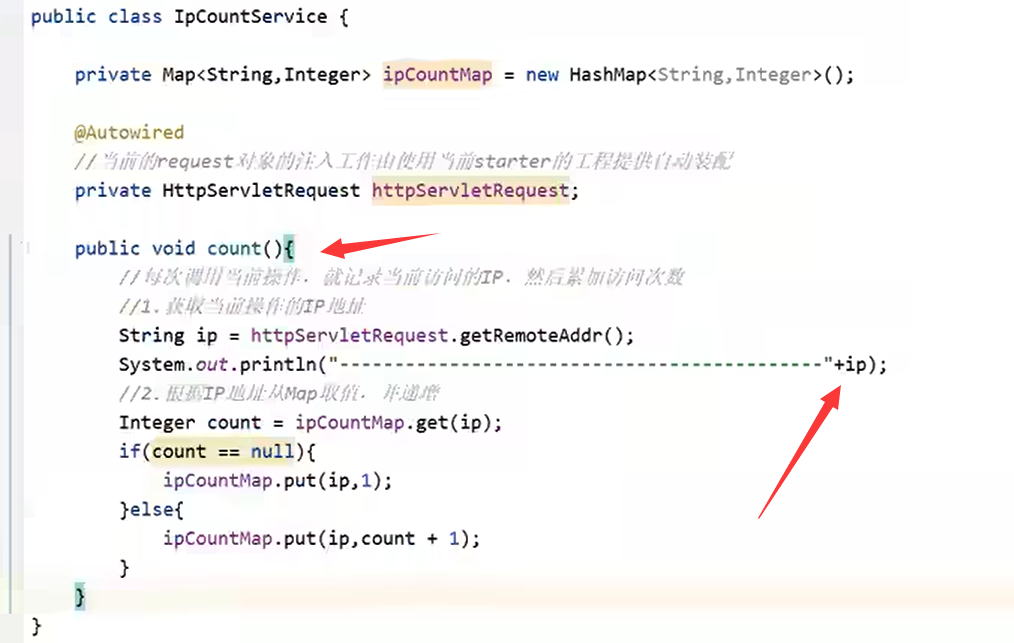 public class IpCountService {
private Map<String,Integer> ipCountMap = new HashMap<String,Integer>();
@Autowired
//当前的request对象的注入工作由使用当前starter的工程提供自动装配
private HttpServletRequest httpServletRequest;
public void count(){
//每次调用当前操作，就记录当前访问的IP，然后累加访问次数
//1.获取当前操作的IP地址
String ip = httpServletRequest.getRemoteAddr();
System.out.println("--------------------------------------------"+ip);
//2.根据IP地址从Map取值，并递增
Integer count = ipCountMap.get(ip);
if(count == null){
ipCountMap.put(ip,1);
}else{
ipCountMap.put(ip,count + 1);
}
}
}